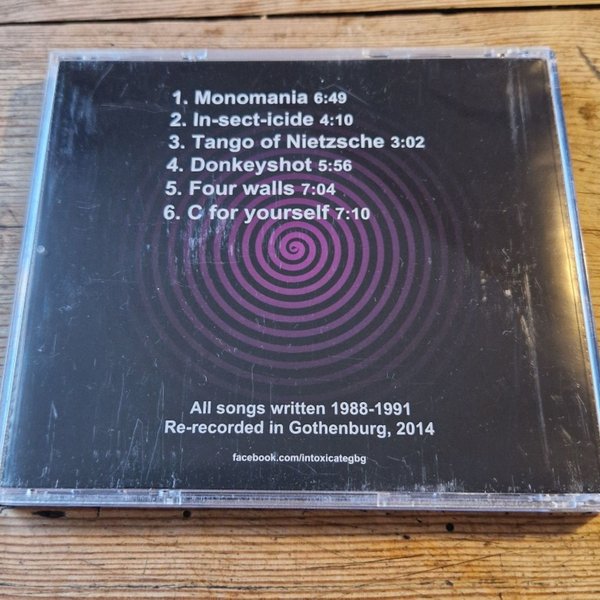 1. Monomania 6:49
2. In-sect-icide 4:10
3. Tango of Nietzsche 3:02
4. Donkeyshot 5:56
5. Four walls 7:04
6. C for yourself 7:10
All songs written 1988-1991
Re-recorded in Gothenburg, 2014
facebook.com/intoxicategbg